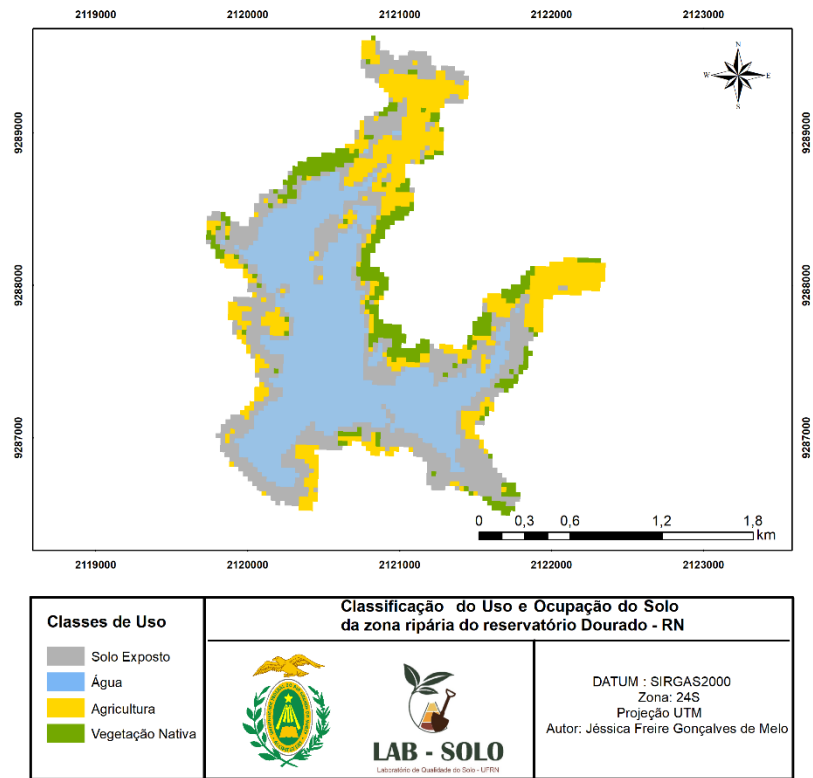 2119000 2120000 2121000 2122000 2123000
N
W E
S
9289000 9289000
9288000 9288000
9287000 9287000
0 0,3 0,6 1,2 1,8
km
2119000 2120000 2121000 2122000 2123000
Classes de Uso
Solo Exposto
Água
Agricultura
Vegetação Nativa
Classificação do Uso e Ocupação do Solo
da zona ripária do reservatório Dourado - RN
LAB - SOLO
Laboratório de Qualidade do Solo - UFRN
DATUM : SIRGAS2000
Zona: 24S
Projeção UTM
Autor: Jéssica Freire Gonçalves de Melo